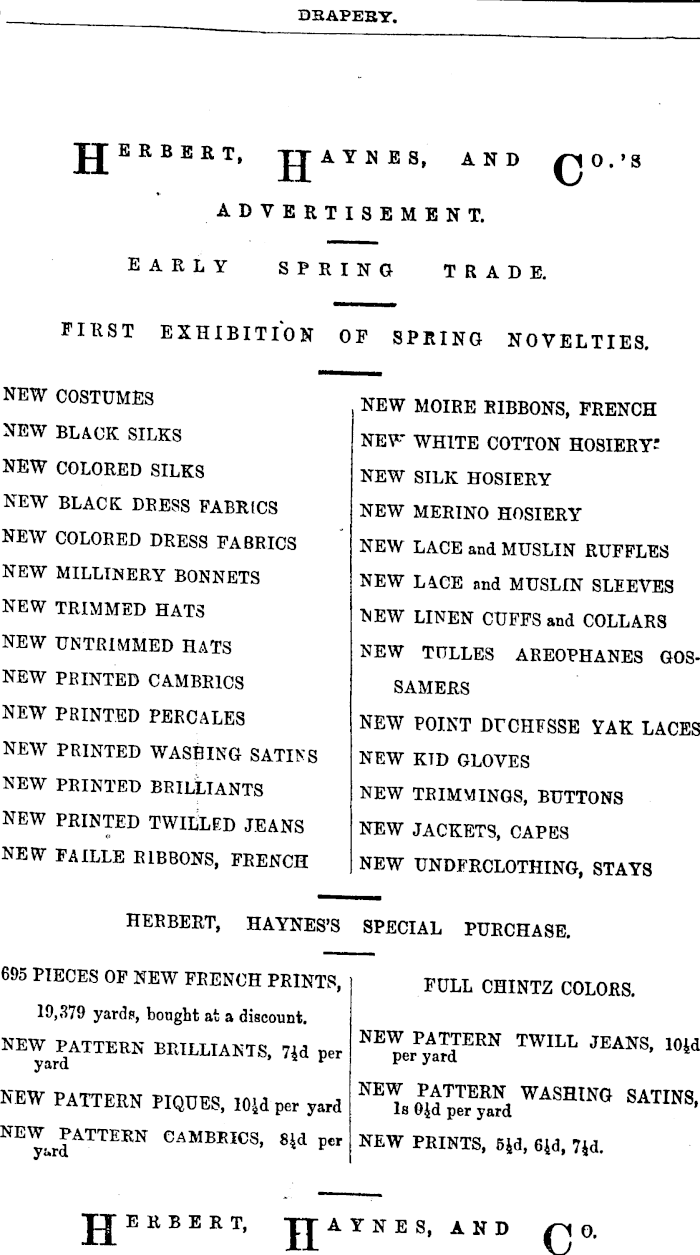 DRAPERY.
HERBERT, HAYNES, AND CO.'S
ADVERTISEMENT.
EARLY SPRING TRADE.
FIRST EXHIBITION OF SPRING NOVELTIES.
NEW COSTUMES
NEW BLACK SILKS
NEW COLORED SILKS
NEW BLACK DRESS FABRICS
NEW COLORED DRESS FABRICS
NEW MILLINERY BONNETS
NEW TRIMMED HATS
NEW UNTRIMMED HATS
NEW PRINTED CAMBRICS
NEW PRINTED PERCALES
NEW PRINTED WASHING SATINS
NEW PRINTED BRILLIANTS
NEW PRINTED TWILLED JEANS
NEW FAILLE RIBBONS, FRENCH
NEW MOIRE RIBBONS, FRENCH
NEW WHITE COTTON HOSIERY
NEW SILK HOSIERY
NEW MERINO HOSIERY
NEW LACE and MUSLIN RUFFLES
NEW LACE and MUSLIN SLEEVES
NEW LINEN CUFFS and COLLARS
NEW TULLES AREOPHANES GOS-
SAMERS
NEW POINT DUCHESSE YAK LACES
NEW KID GLOVES
NEW TRIMMINGS, BUTTONS
NEW JACKETS, CAPES
NEW UNDERCLOTHING, STAYS
HERBERT, HAYNES'S SPECIAL PURCHASE.
695 PIECES OF NEW FRENCH PRINTS,
19,379 yards, bought at a discount.
NEW PATTERN BRILLIANTS, 7½d per
yard
NEW PATTERN PIQUES, 10½d per yard
NEW PATTERN CAMBRICS, 8½d per
yard
FULL CHINTZ COLORS.
NEW PATTERN TWILL JEANS, 10½d
per yard
NEW PATTERN WASHING SATINS,
1s 0½d per yard
NEW PRINTS, 5½d, 6½d, 7½d.
HERBERT, HAYNES, AND CO.